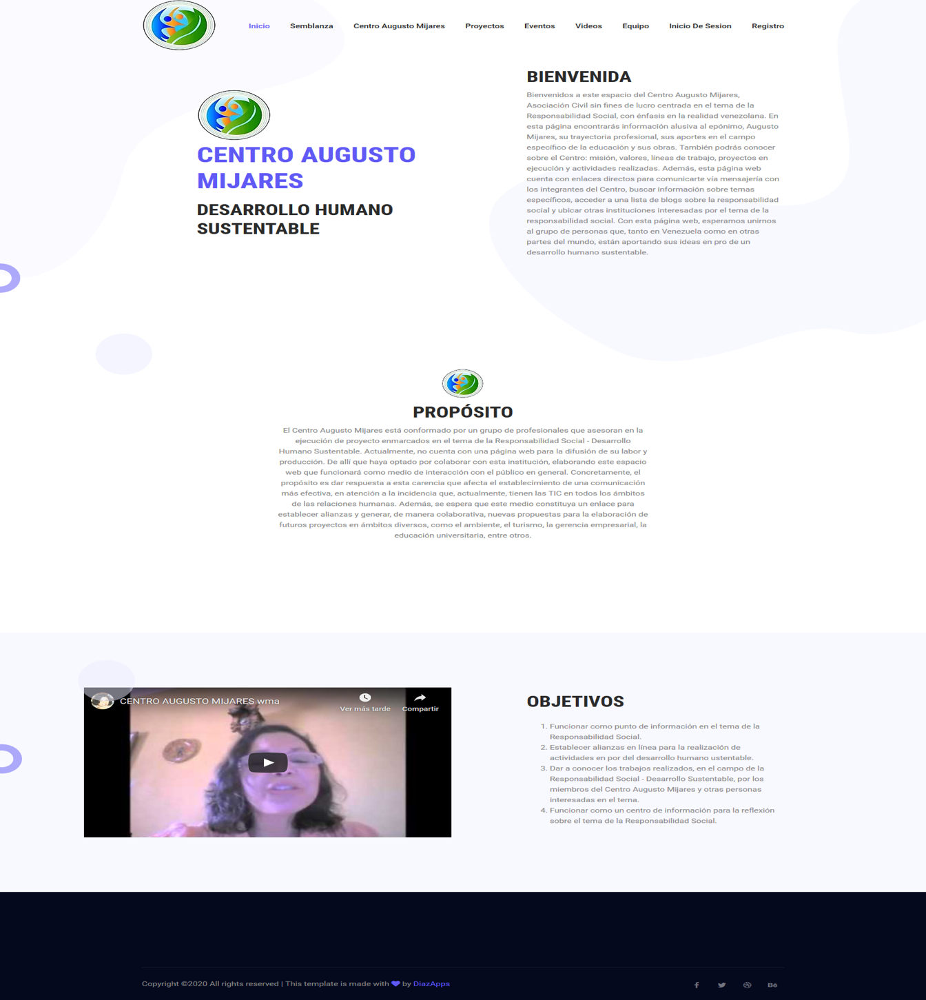 Inicio
Semblanza
Centro Augusto Mijares
Proyectos
Eventos
Videos
Equipo
Inicio De Sesion
Registro
CENTRO AUGUSTO
MIJARES
DESARROLLO HUMANO
SUSTENTABLE
BIENVENIDA
Bienvenidos a este espacio del Centro Augusto Mijares,
Asociación Civil sin fines de lucro centrada en el tema de la
Responsabilidad Social, con énfasis en la realidad venezolana. En
esta página encontrarás información alusiva al epónimo, Augusto
Mijares, su trayectoria profesional, sus aportes en el campo
específico de la educación y sus obras. También podrás conocer
sobre el Centro: misión, valores, líneas de trabajo, proyectos en
ejecución y actividades realizadas. Además, esta página web
cuenta con enlaces directos para comunicarte vía mensajería con
los integrantes del Centro, buscar información sobre temas
específicos, acceder a una lista de blogs sobre la responsabilidad
social y ubicar otras instituciones interesadas por el tema de la
responsabilidad social. Con esta página web, esperamos unirnos
al grupo de personas que, tanto en Venezuela como en otras
partes del mundo, están aportando sus ideas en pro de un
desarrollo humano sustentable.
PROPÓSITO
El Centro Augusto Mijares está conformado por un grupo de profesionales que asesoran en la
ejecución de proyecto enmarcados en el tema de la Responsabilidad Social - Desarrollo
Humano Sustentable. Actualmente, no cuenta con una página web para la difusión de su labor y
producción. De allí que haya optado por colaborar con esta institución, elaborando este espacio
web que funcionará como medio de interacción con el público en general. Concretamente, el
propósito es dar respuesta a esta carencia que afecta el establecimiento de una comunicación
más efectiva, en atención a la incidencia que, actualmente, tienen las TIC en todos los ámbitos
de las relaciones humanas. Además, se espera que este medio constituya un enlace para
establecer alianzas y generar, de manera colaborativa, nuevas propuestas para la elaboración de
futuros proyectos en ámbitos diversos, como el ambiente, el turismo, la gerencia empresarial, la
educación universitaria, entre otros.
CENTRO AUGUSTO MIJARES wma
Ver más tarde
Compartir
OBJETIVOS
1. Funcionar como punto de información en el tema de la
Responsabilidad Social.
2. Establecer alianzas en línea para la realización de
actividades en por del desarrollo humano ustentable.
3. Dar a conocer los trabajos realizados, en el campo de la
Responsabilidad Social - Desarrollo Sustentable, por los
miembros del Centro Augusto Mijares y otras personas
interesadas en el tema.
4. Funcionar como un centro de información para la reflexión
sobre el tema de la Responsabilidad Social.
Copyright ©2020 All rights reserved | This template is made with ❤ by DiazApps